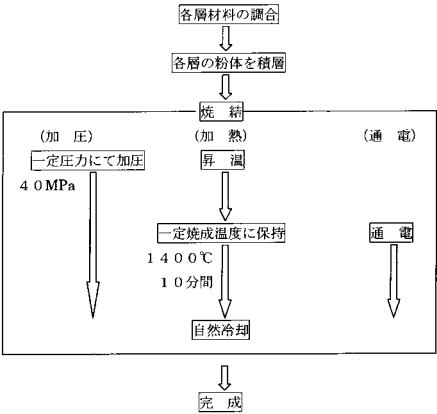 各層材料の調合
各層の粉体を積層
焼　結
(加　圧)　(加　熱)　(通　電)
一定圧力にて加圧　昇　温
４０MPa
一定焼成温度に保持　通　電
１４００℃
１０分間
自然冷却
完　成